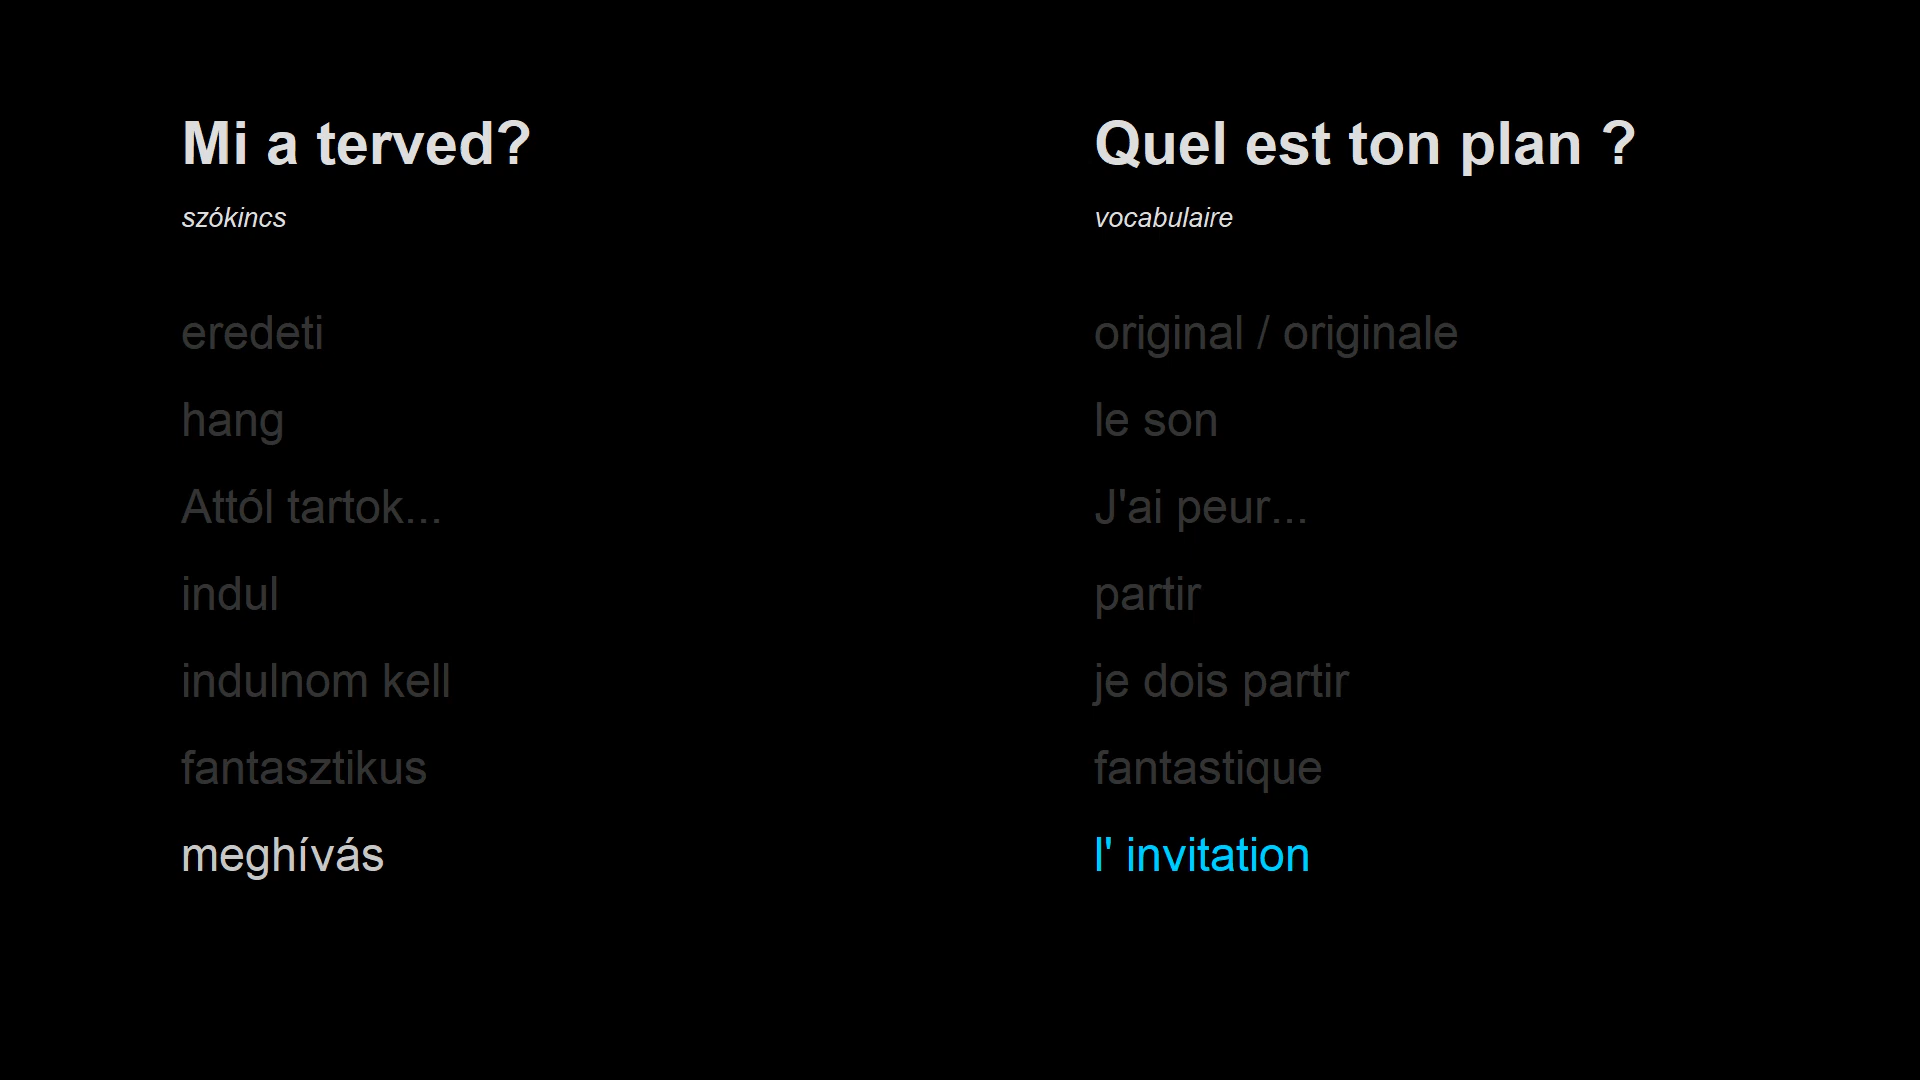 Mi a terved?
szókincs
eredeti
hang
Attól tartok...
indul
indulnom kell
fantasztikus
meghívás
Quel est ton plan ?
vocabulaire
original / originale
le son
J'ai peur...
partir
je dois partir
fantastique
l' invitation